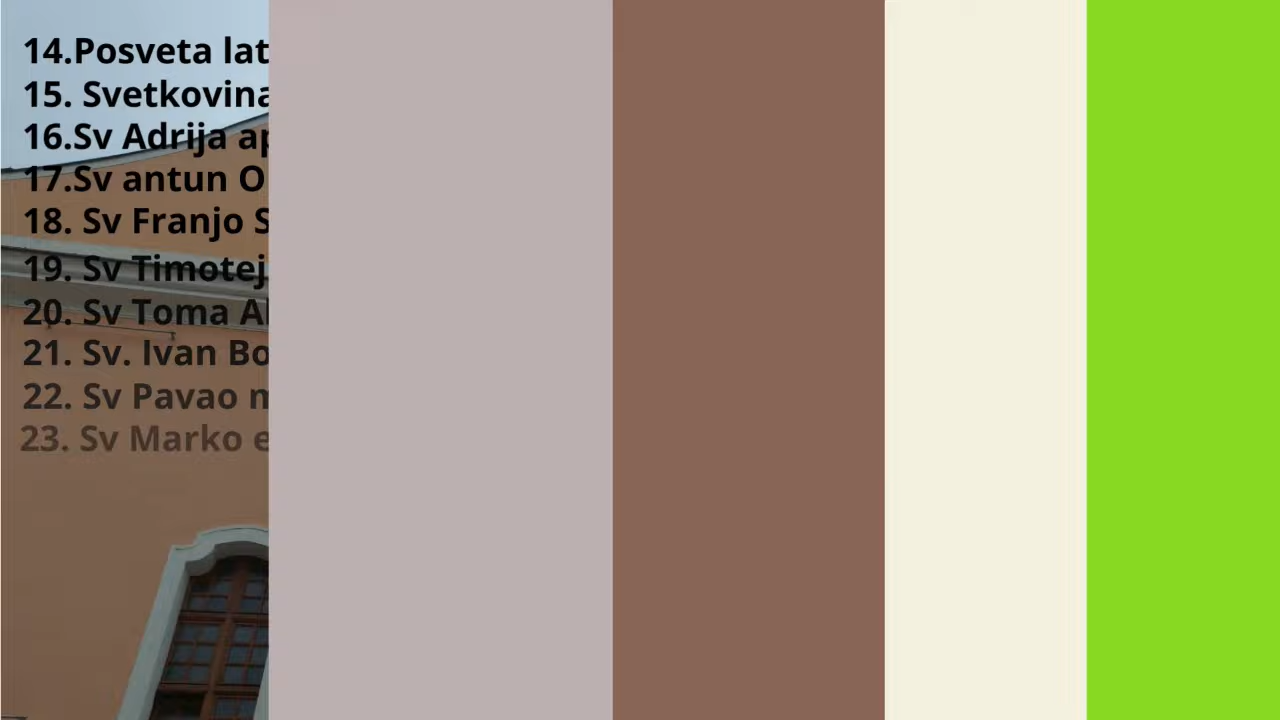 14.Posveta lat
15. Svetkovina
16.Sv Adrija ap
17.Sv antun O
18. Sv Franjo S
19. Sv Timotej
20. Sv Toma
21. Sv. Ivan Bo
22. Sv Pavao
23. Sv Marko e